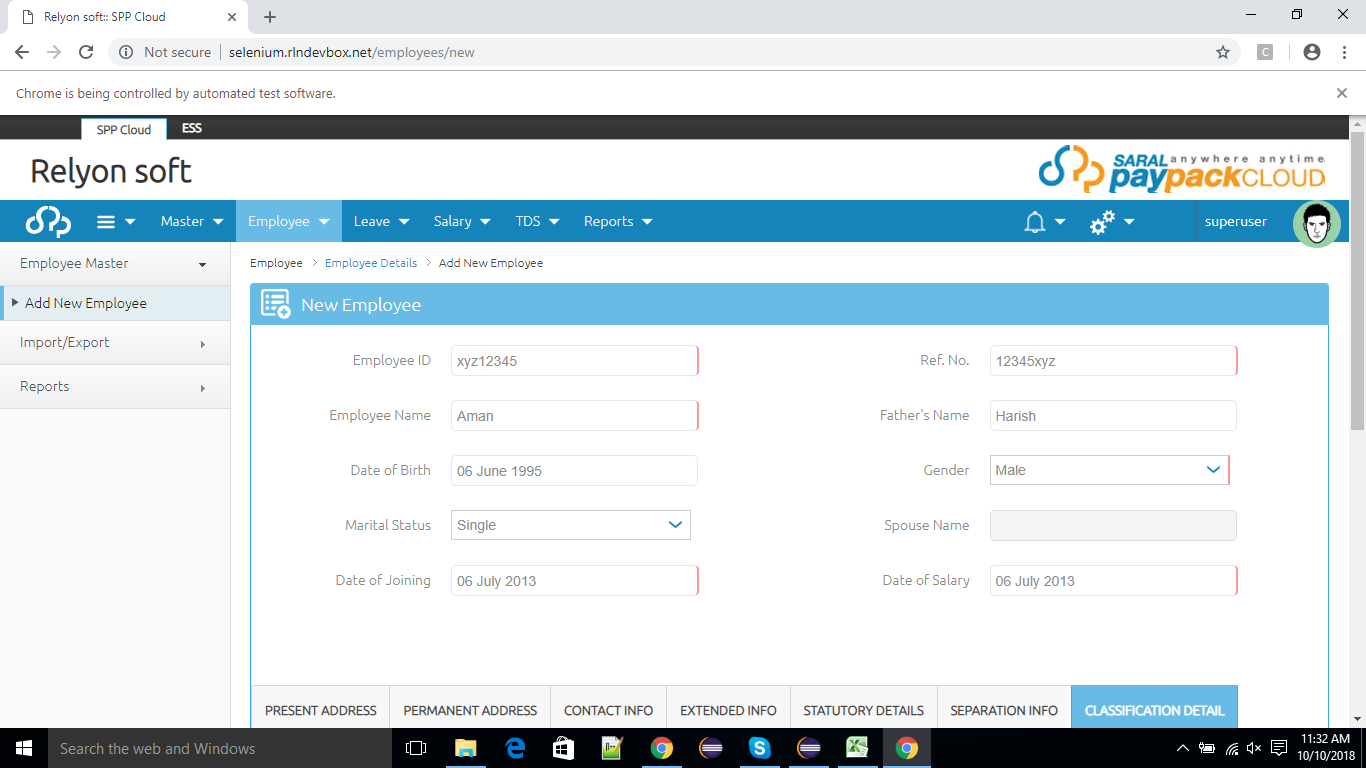 Relyon soft:: SPP Cloud
Not secure selenium.rlndevbox.net/employees/new
C
Chrome is being controlled by automated test software.
SPP Cloud ESS
Relyon soft
SARAL anywhere anytime
paypackCLOUD
Master Employee Leave Salary TDS Reports superuser
Employee Master
Add New Employee
Import/Export
Reports
Employee > Employee Details > Add New Employee
New Employee
Employee ID xyz12345 Ref. No. 12345xyz
Employee Name Aman Father's Name Harish
Date of Birth 06 June 1995 Gender Male
Marital Status Single Spouse Name
Date of Joining 06 July 2013 Date of Salary 06 July 2013
PRESENT ADDRESS PERMANENT ADDRESS CONTACT INFO EXTENDED INFO STATUTORY DETAILS SEPARATION INFO CLASSIFICATION DETAIL
Search the web and Windows
11:32 AM
10/10/2018